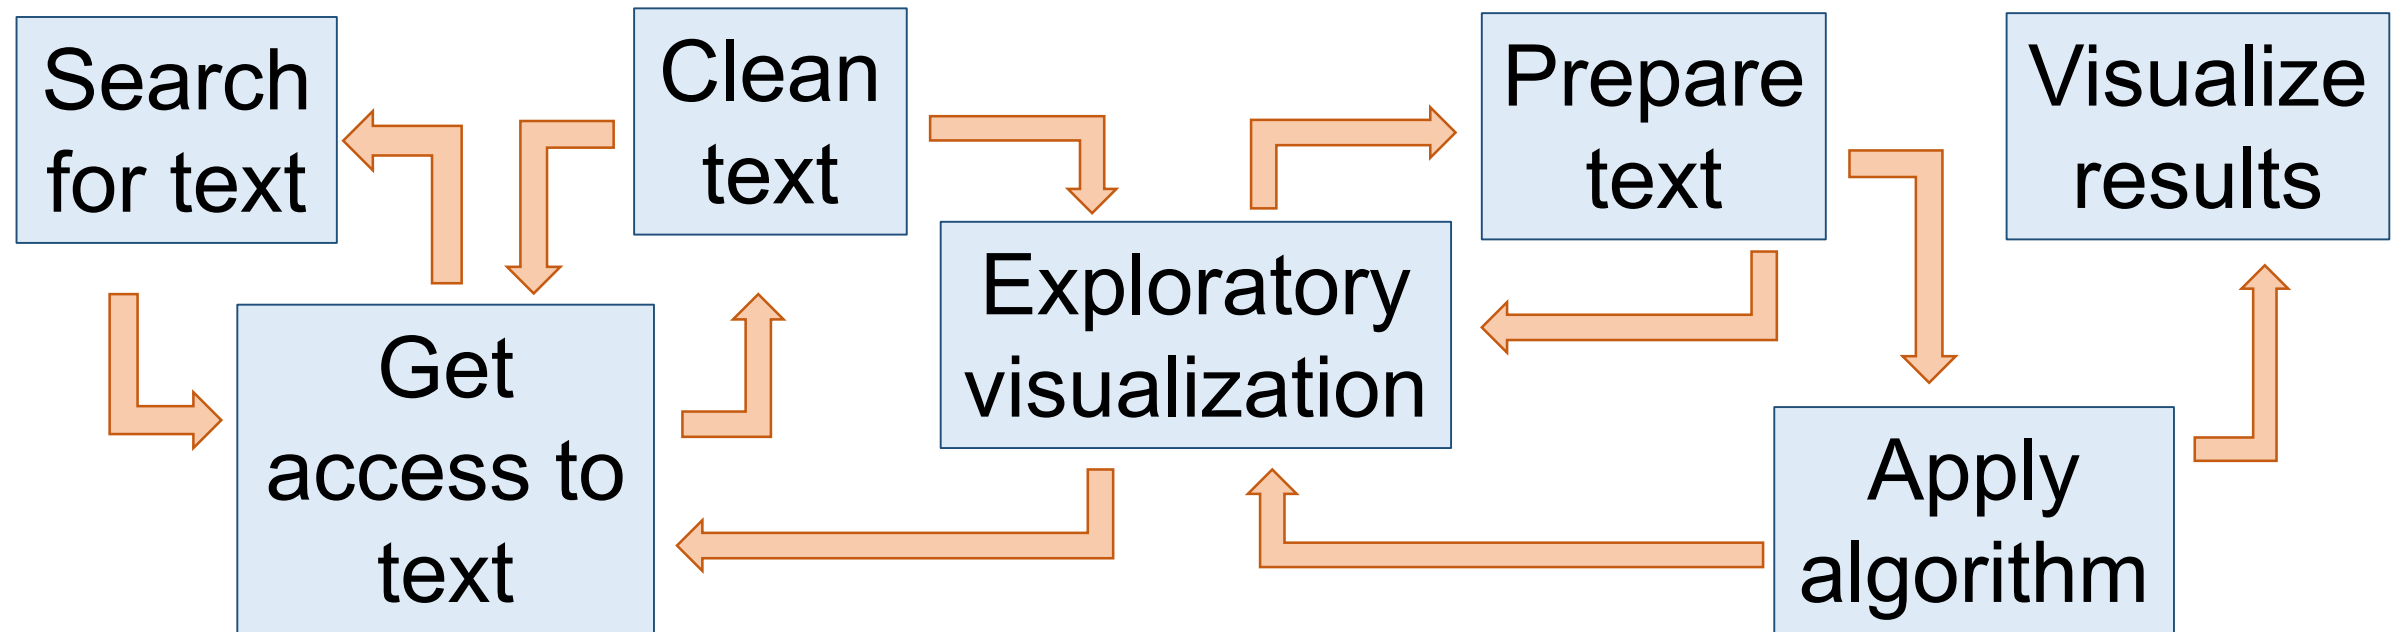 Search
for text
Get
access to
text
Clean
text
Exploratory
visualization
Prepare
text
Apply
algorithm
Visualize
results